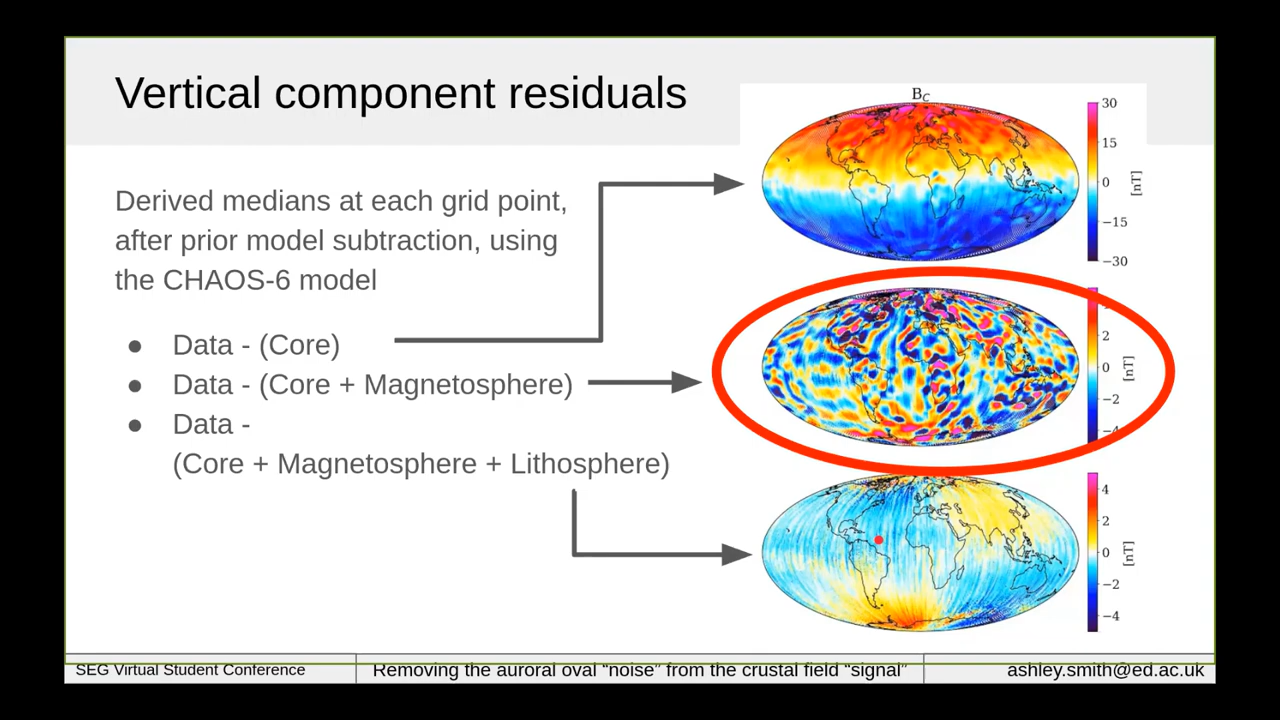 Vertical component residuals
Derived medians at each grid point,
after prior model subtraction, using
the CHAOS-6 model
● Data - (Core)
● Data - (Core + Magnetosphere)
● Data -
(Core + Magnetosphere + Lithosphere)
B_C
30
15
0
−15
−30
[nT]
2
0
−2
−4
[nT]
4
2
0
−2
−4
[nT]
SEG Virtual Student Conference
Removing the auroral oval “noise” from the crustal field “signal”
ashley.smith@ed.ac.uk